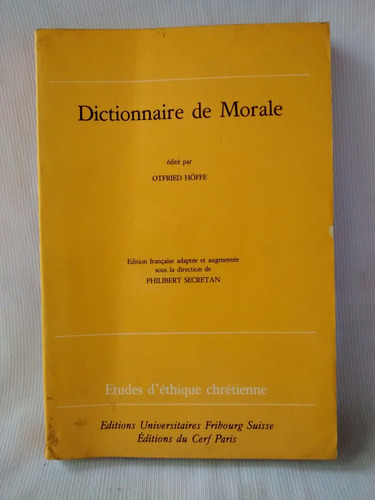 Dictionnaire de Morale
édité par
OTFRIED HÖFFE
Edition française adaptée et augmentée
sous la direction de
PHILIBERT SECRETAN
Etudes d'éthique chrétienne
Editions Universitaires Fribourg Suisse
Éditions du Cerf Paris